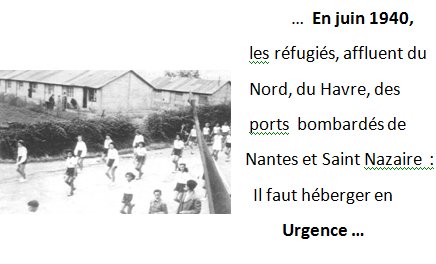 ... En juin 1940,
les réfugiés, affluent du
Nord, du Havre, des
ports bombardés de
Nantes et Saint Nazaire :
Il faut héberger en
Urgence ...